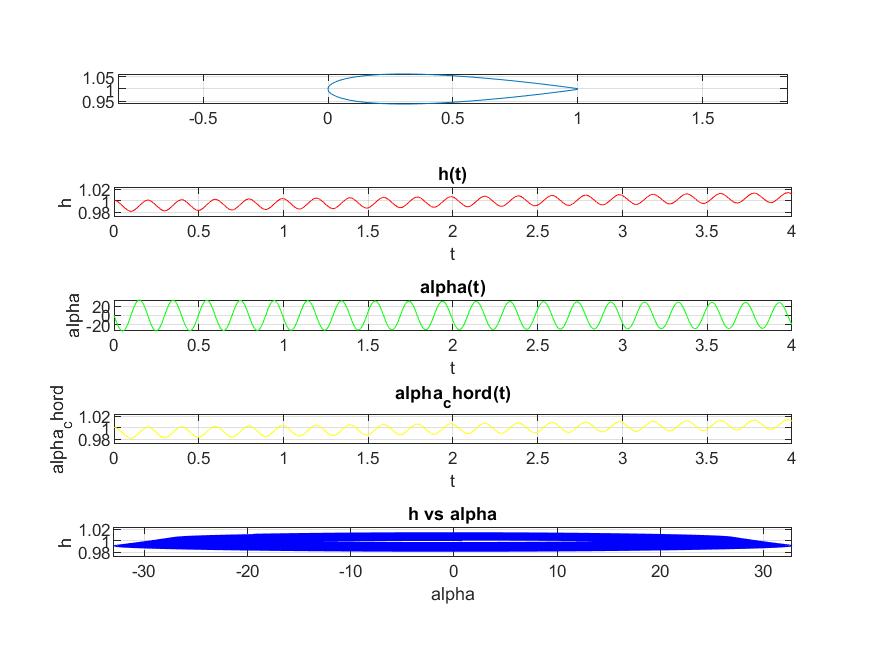 1.05
1
0.95
-0.5 0 0.5 1 1.5
h(t)
h
1.02
1
0.98
0 0.5 1 1.5 2 2.5 3 3.5 4
t
alpha(t)
alpha
20
0
-20
0 0.5 1 1.5 2 2.5 3 3.5 4
t
alpha_chord(t)
alpha_chord
1.02
1
0.98
0 0.5 1 1.5 2 2.5 3 3.5 4
t
h vs alpha
h
1.02
1
0.98
-30 -20 -10 0 10 20 30
alpha